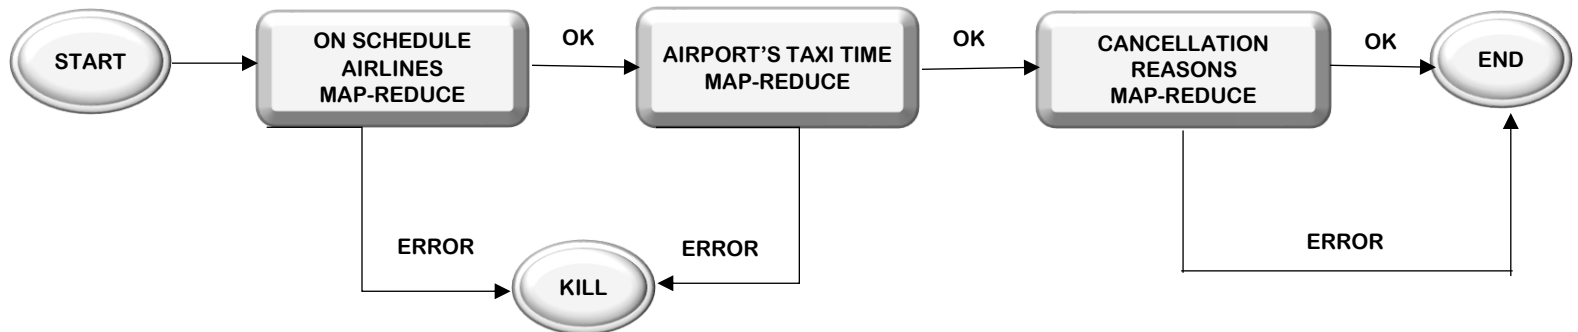 START
ON SCHEDULE
AIRLINES
MAP-REDUCE
OK
AIRPORT'S TAXI TIME
MAP-REDUCE
OK
CANCELLATION
REASONS
MAP-REDUCE
OK
END
ERROR
KILL
ERROR
ERROR